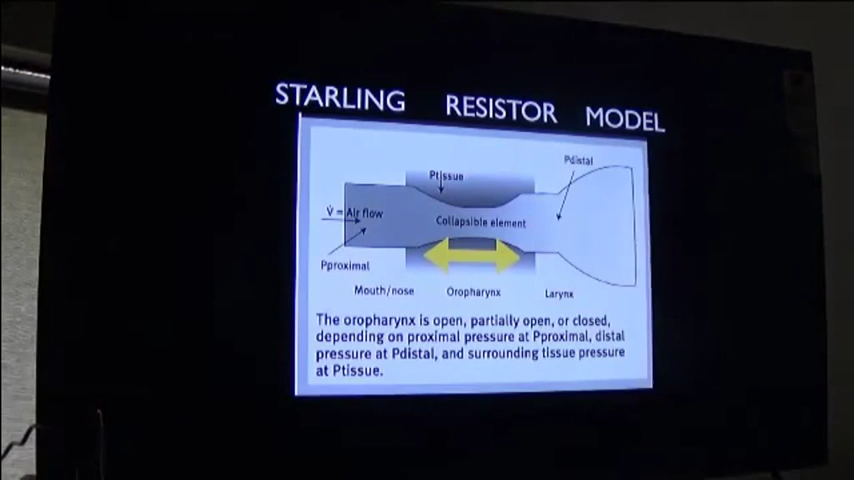 STARLING RESISTOR MODEL
Ptissue
Pdistal
V̇ = Air flow
Collapsible element
Pproximal
Mouth/nose
Oropharynx
Larynx
The oropharynx is open, partially open, or closed,
depending on proximal pressure at Pproximal, distal
pressure at Pdistal, and surrounding tissue pressure
at Ptissue.